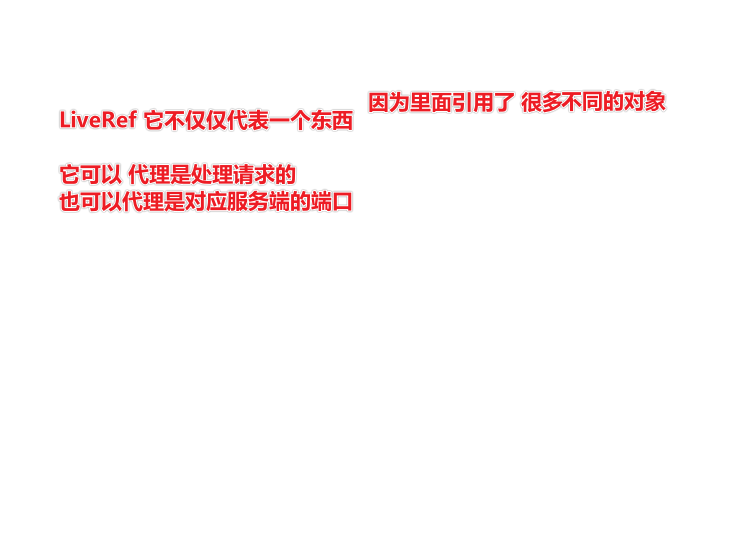 因为里面引用了 很多不同的对象
LiveRef 它不仅仅代表一个东西
它可以 代理是处理请求的
也可以代理是对应服务端的端口